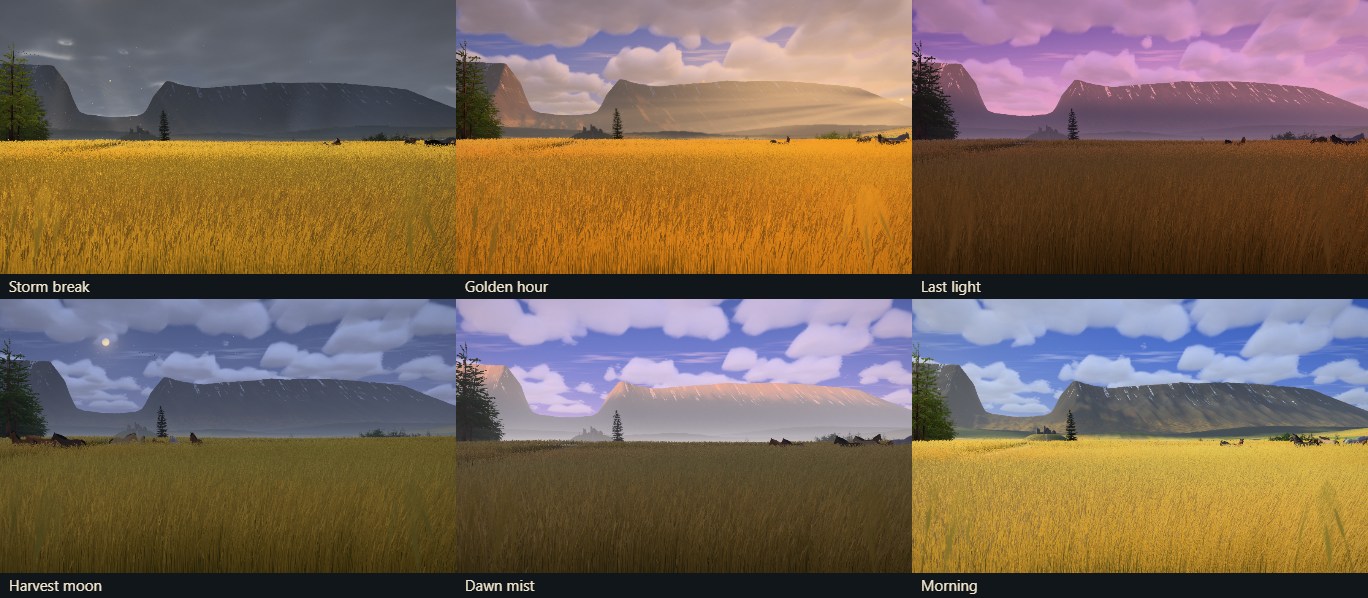 Storm break
Golden hour
Last light
Harvest moon
Dawn mist
Morning